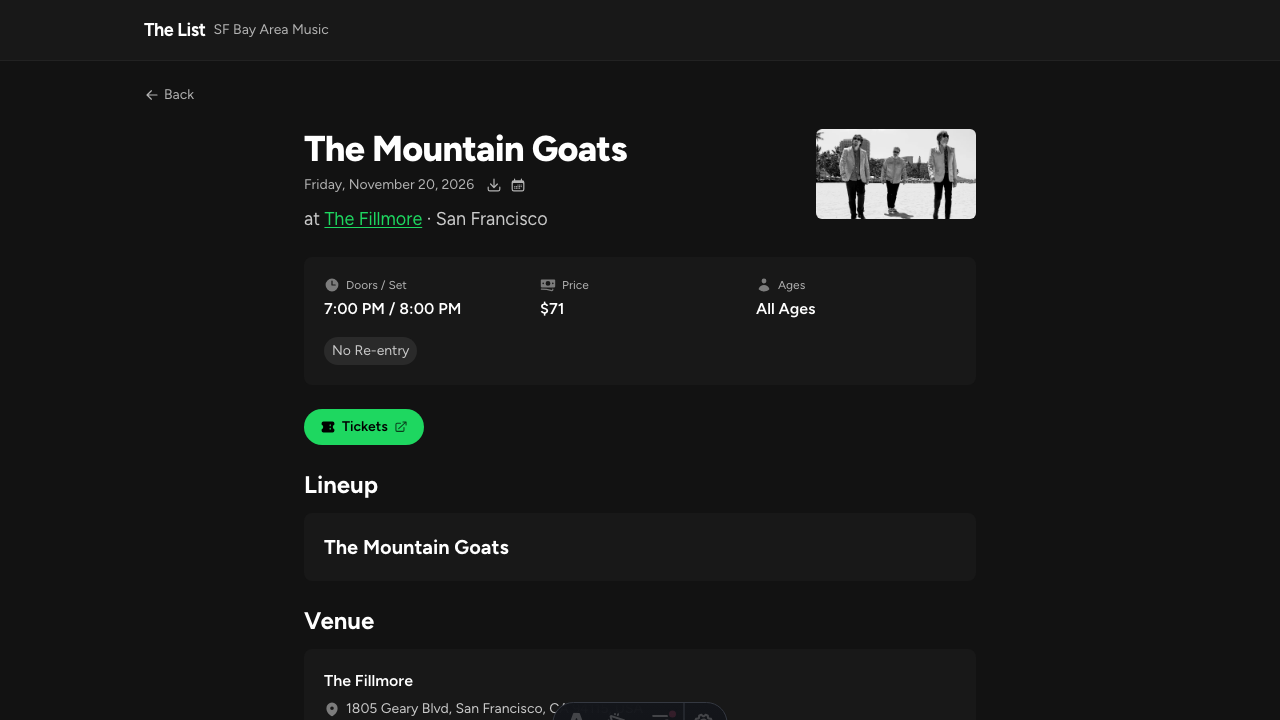 The List SF Bay Area Music
Back
The Mountain Goats
Friday, November 20, 2026
at The Fillmore · San Francisco
Doors / Set
7:00 PM / 8:00 PM
Price
$71
Ages
All Ages
No Re-entry
Tickets
Lineup
The Mountain Goats
Venue
The Fillmore
1805 Geary Blvd, San Francisco,